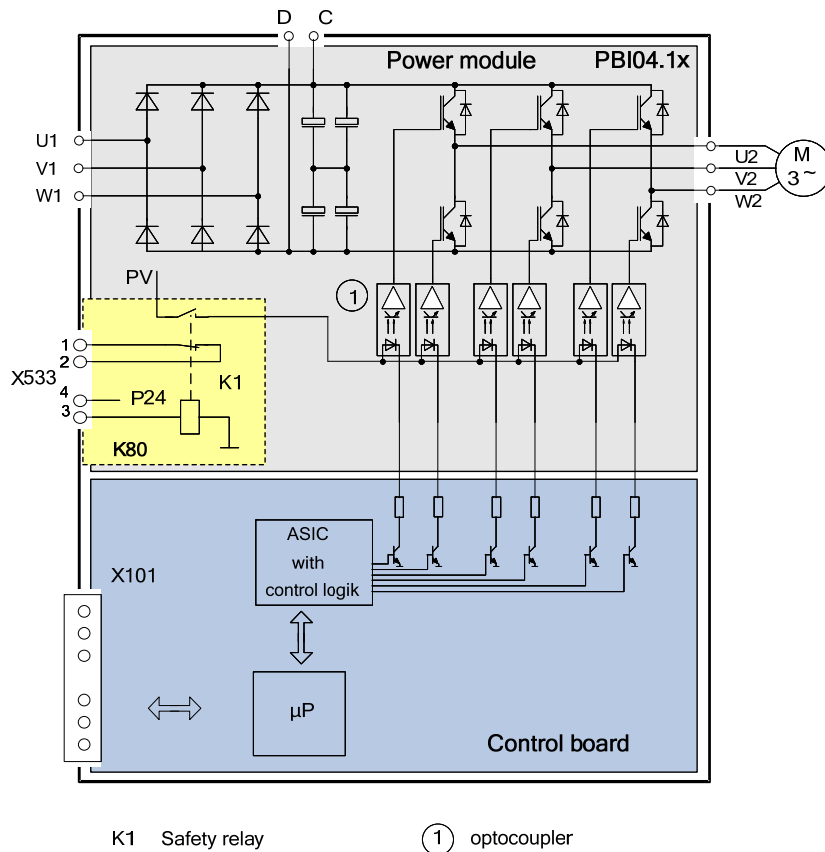 D C
Power module PBI04.1x
U1
V1
W1
U2
V2
W2
M
3 ~
PV
1
1
2
X533
K1
4
P24
3
K80
ASIC
with
control logik
X101
µP
Control board
K1 Safety relay
1 optocoupler